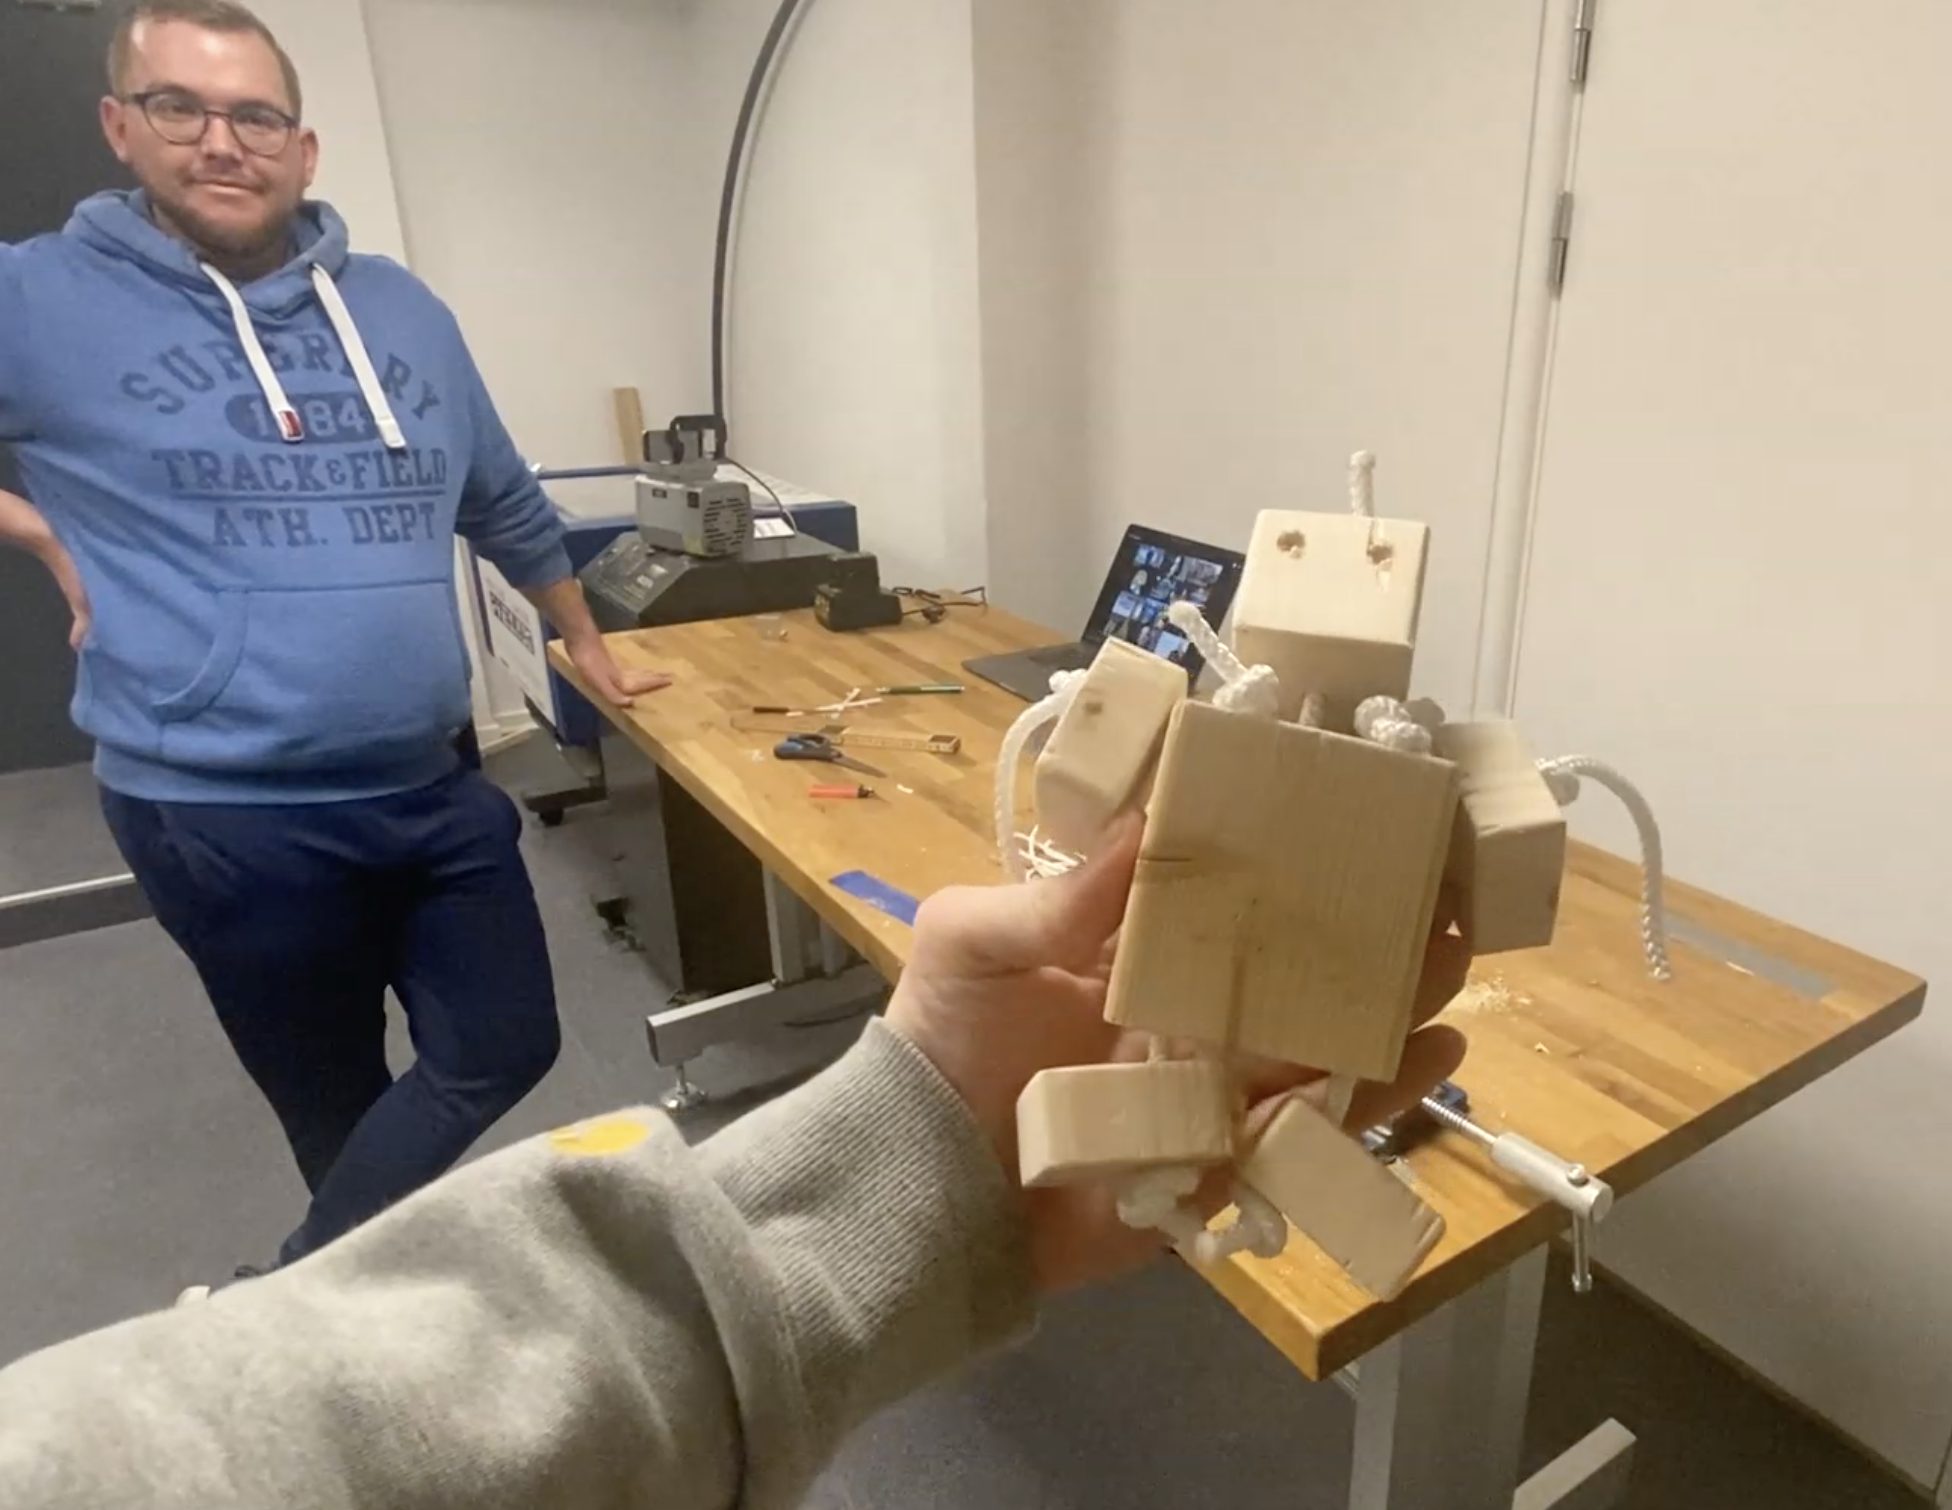 SUPERDRY
1984
TRACK&FIELD
ATH. DEPT